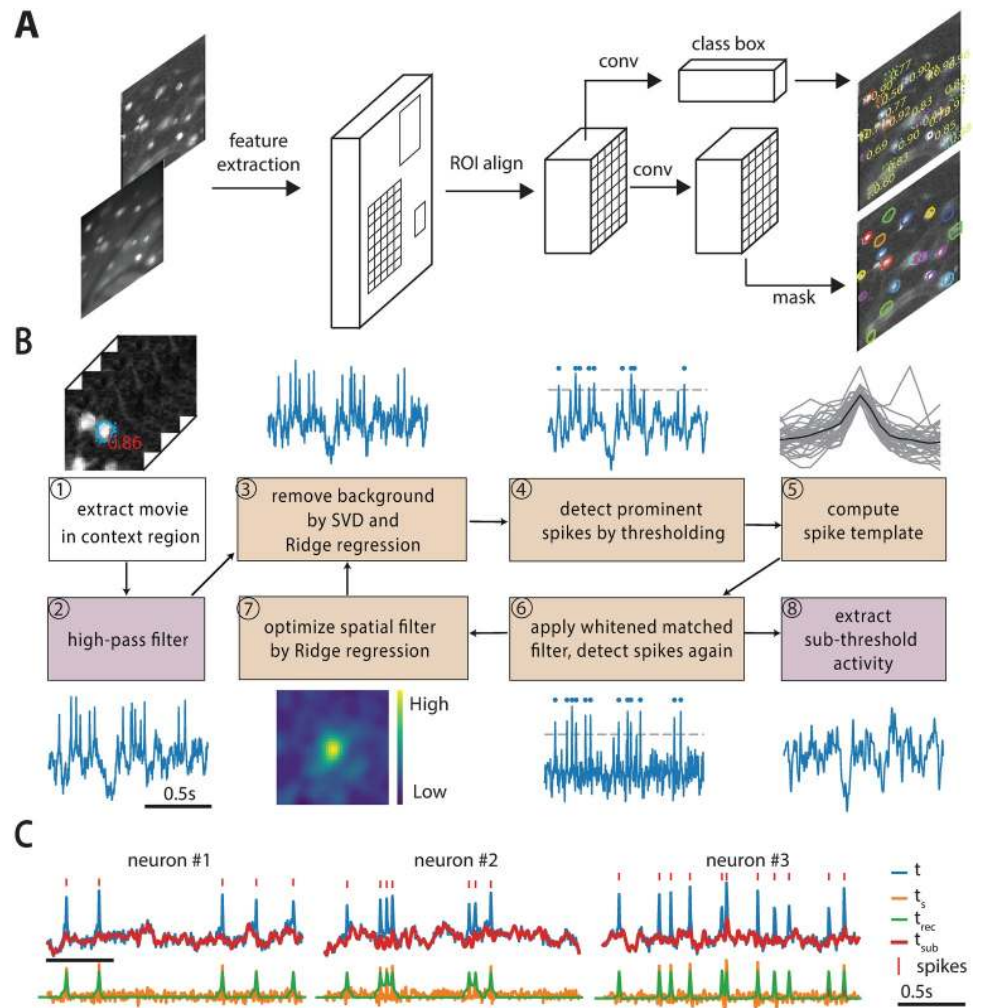 A
feature
extraction
ROI align
conv
class box
conv
mask
B
0.86
① extract movie
in context region
③ remove background
by SVD and
Ridge regression
④ detect prominent
spikes by thresholding
⑤ compute
spike template
② high-pass filter
⑦ optimize spatial filter
by Ridge regression
⑥ apply whitened matched
filter, detect spikes again
⑧ extract
sub-threshold
activity
0.5s
High
Low
C
neuron #1
neuron #2
neuron #3
t
t_s
t_rec
t_sub
spikes
0.5s